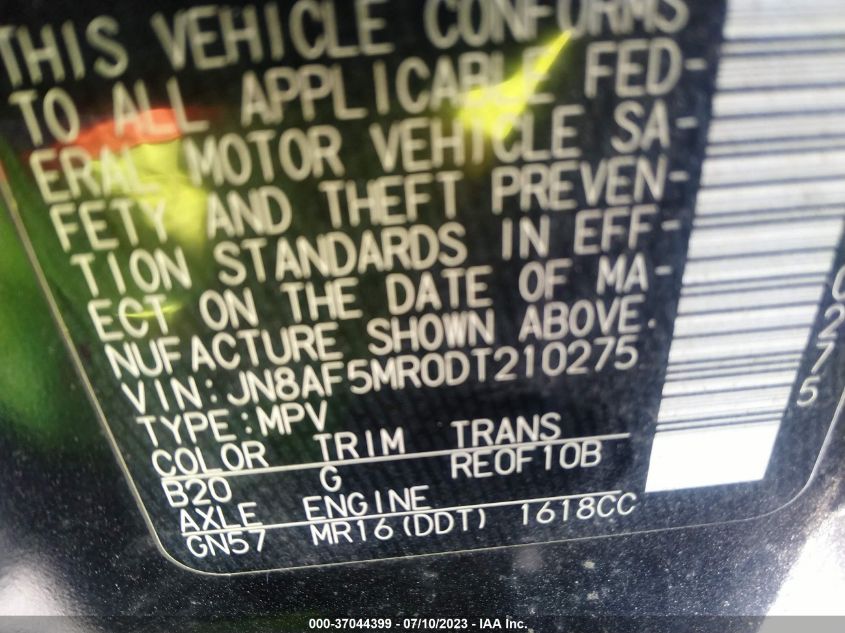 THIS VEHICLE CONFORMS
TO ALL APPLICABLE FED-
ERAL MOTOR VEHICLE SA-
FETY AND THEFT PREVEN-
TION STANDARDS IN EFF-
ECT ON THE DATE OF MA-
NUFACTURE SHOWN ABOVE.
VIN:JN8AF5MR0DT210275
TYPE:MPV
COLOR TRIM TRANS
B20 G RE0F10B
AXLE ENGINE
GN57 MR16(DDT) 1618CC
0275
000-37044399 - 07/10/2023 - IAA Inc.